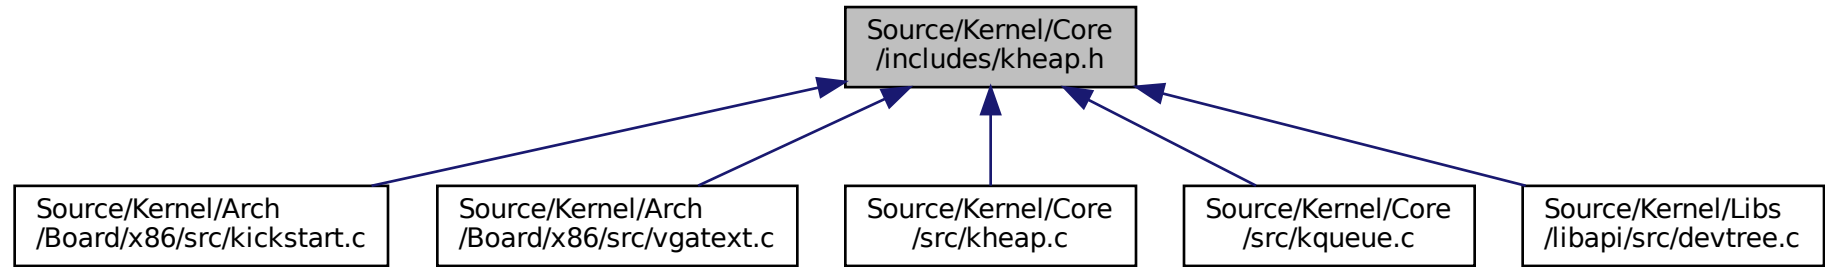 Source/Kernel/Core
/includes/kheap.h
Source/Kernel/Arch
/Board/x86/src/kickstart.c
Source/Kernel/Arch
/Board/x86/src/vgatext.c
Source/Kernel/Core
/src/kheap.c
Source/Kernel/Core
/src/kqueue.c
Source/Kernel/Libs
/libapi/src/devtree.c